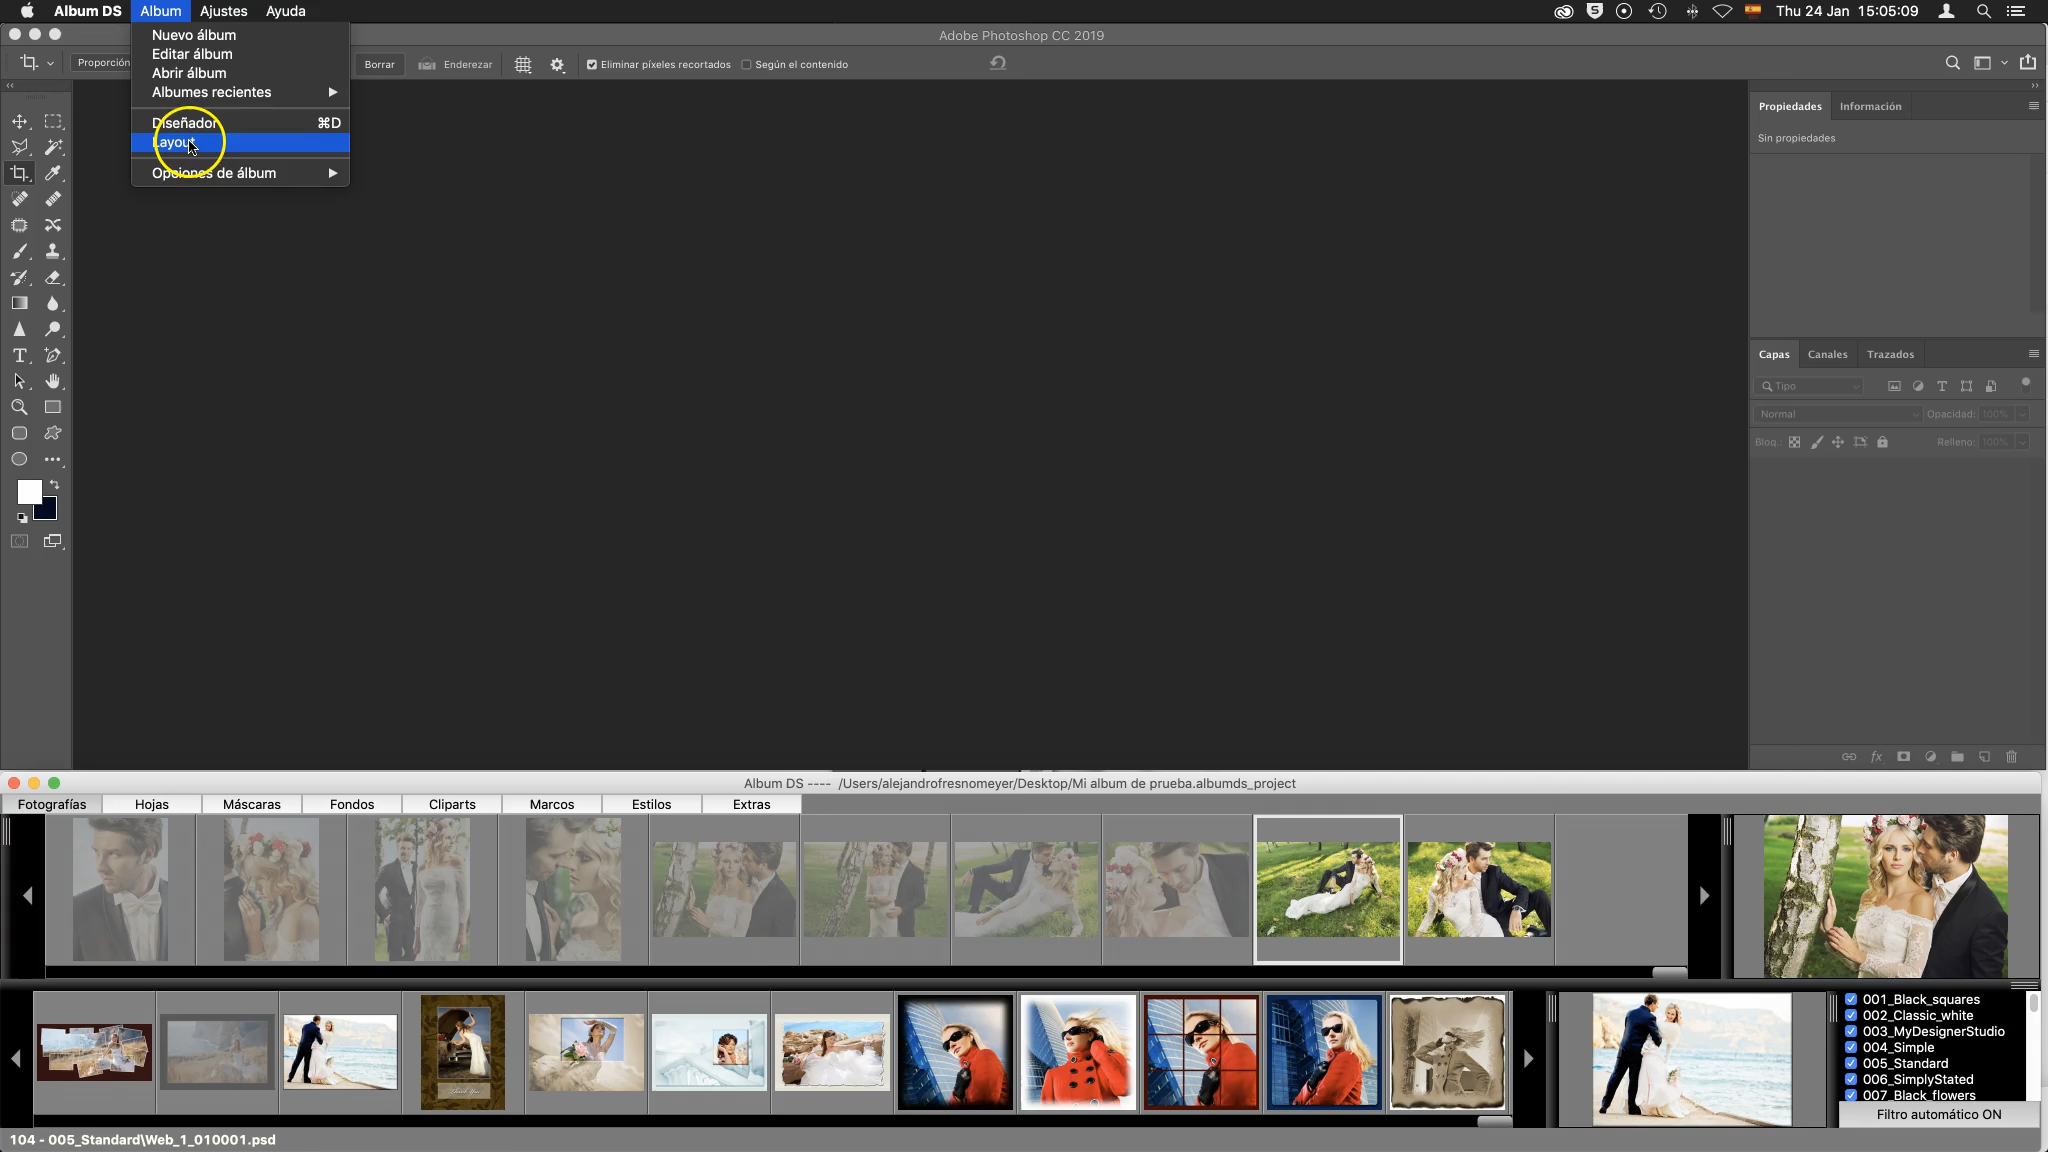 Album DS Album Ajustes Ayuda
Thu 24 Jan 15:05:09
Nuevo álbum
Editar álbum
Abrir álbum
Albumes recientes
Diseñador ⌘D
Layout
Opciones de álbum
Adobe Photoshop CC 2019
Proporción
Borrar
Enderezar
Eliminar píxeles recortados
Según el contenido
Propiedades
Información
Sin propiedades
Capas
Canales
Trazados
Tipo
Normal
Opacidad: 100%
Bloq.:
Relleno: 100%
Album DS ---- /Users/alejandrofresnomeyer/Desktop/Mi album de prueba.albumds_project
Fotografías Hojas Máscaras Fondos Cliparts Marcos Estilos Extras
001_Black_squares
002_Classic_white
003_MyDesignerStudio
004_Simple
005_Standard
006_SimplyStated
007_Black_flowers
Filtro automático ON
104 - 005_Standard\Web_1_010001.psd